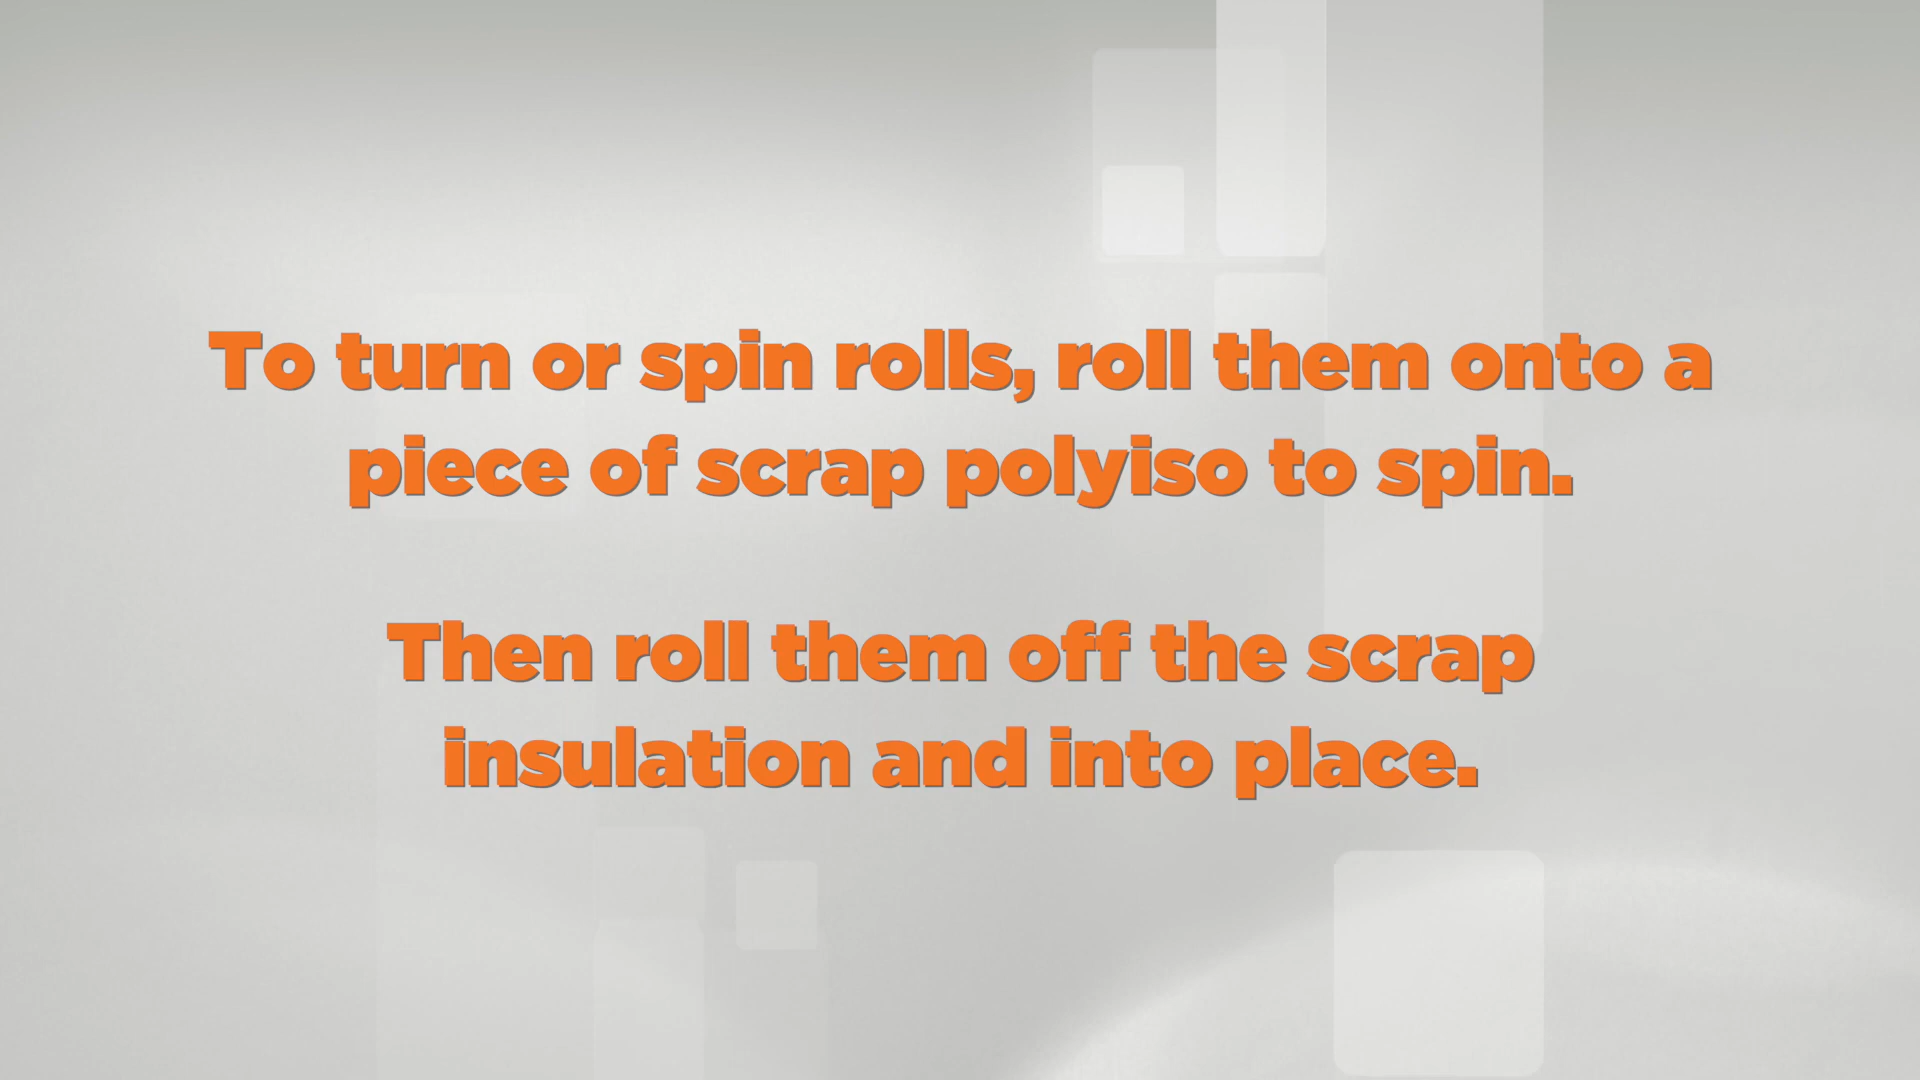 To turn or spin rolls, roll them onto a
piece of scrap polyiso to spin.
Then roll them off the scrap
insulation and into place.